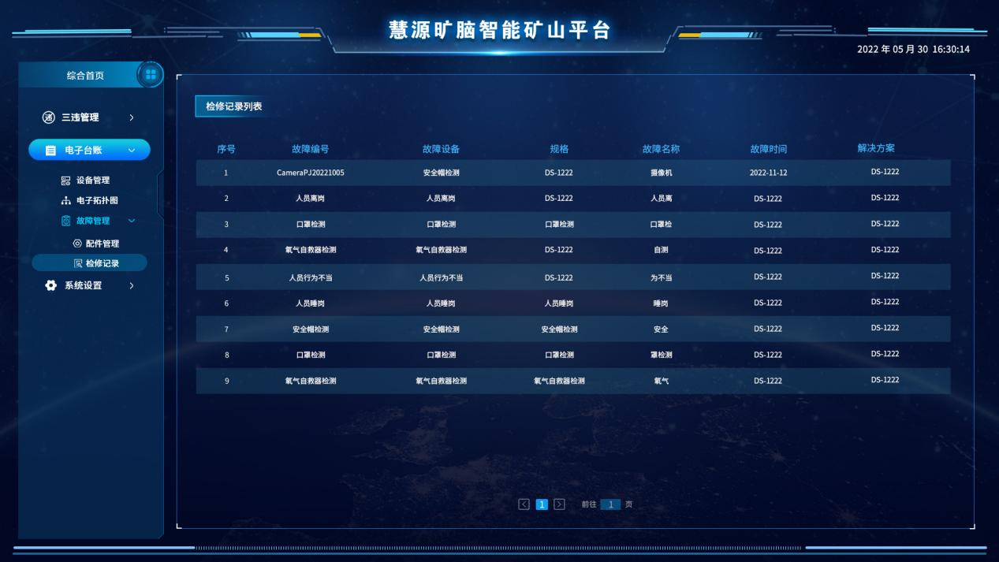 慧源旷脑智能矿山平台
2022 年 05 月 30 16:30:14
综合首页
三违管理
电子台账
设备管理
电子拓扑图
故障管理
配件管理
检修记录
系统设置
检修记录列表
序号 故障编号 故障设备 规格 故障名称 故障时间 解决方案
1 CameraPJ20221005 安全帽检测 DS-1222 摄像机 2022-11-12 DS-1222
2 人员离岗 人员离岗 DS-1222 人员离 DS-1222 DS-1222
3 口罩检测 口罩检测 口罩检测 口罩检 DS-1222 DS-1222
4 氧气自救器检测 氧气自救器检测 DS-1222 自测 DS-1222 DS-1222
5 人员行为不当 人员行为不当 DS-1222 为不当 DS-1222 DS-1222
6 人员睡岗 人员睡岗 人员睡岗 睡岗 DS-1222 DS-1222
7 安全帽检测 安全帽检测 安全帽检测 安全 DS-1222 DS-1222
8 口罩检测 口罩检测 口罩检测 罩检测 DS-1222 DS-1222
9 氧气自救器检测 氧气自救器检测 氧气自救器检测 氧气 DS-1222 DS-1222
1 前往 1 页